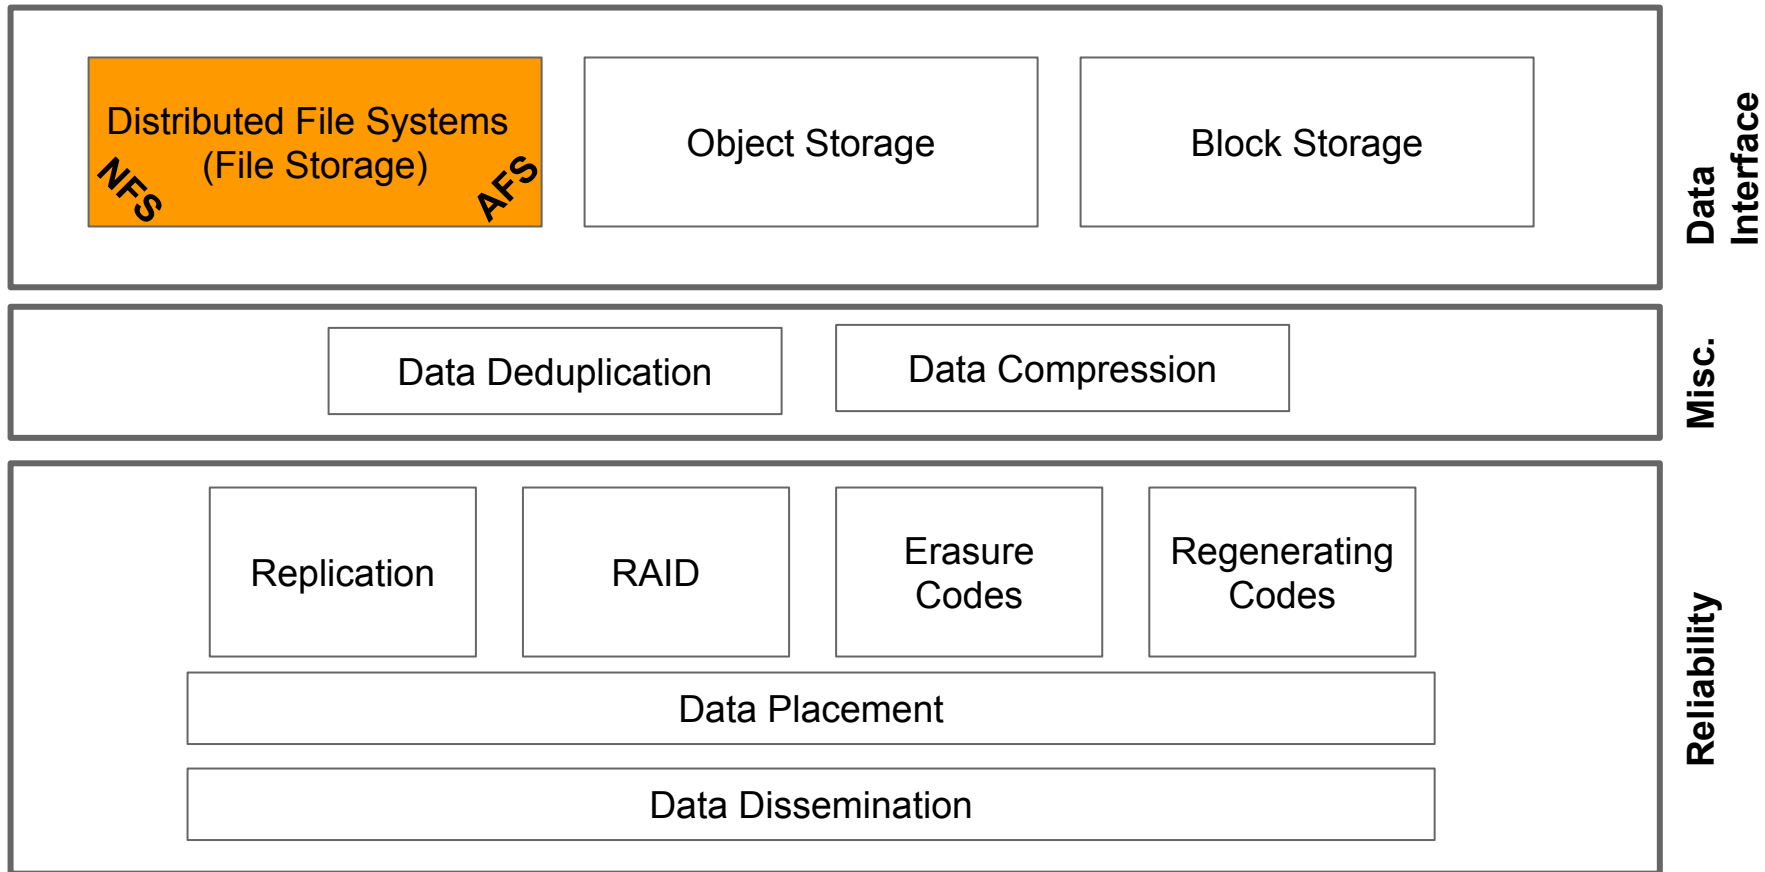 Distributed File Systems
(File Storage)
NFS
AFS
Object Storage
Block Storage
Data
Interface
Data Deduplication
Data Compression
Misc.
Replication
RAID
Erasure
Codes
Regenerating
Codes
Data Placement
Data Dissemination
Reliability